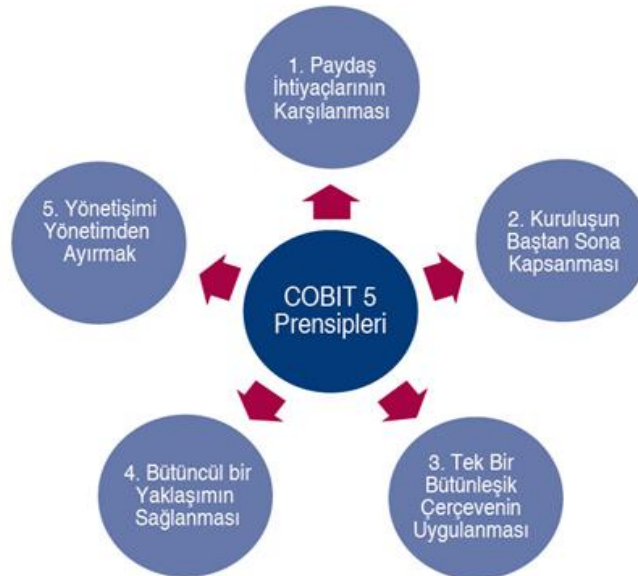 1. Paydaş
İhtiyaçlarının
Karşılanması
2. Kuruluşun
Baştan Sona
Kapsanması
3. Tek Bir
Bütünleşik
Çerçevenin
Uygulanması
4. Bütüncül bir
Yaklaşımın
Sağlanması
5. Yönetişimi
Yönetimden
Ayırmak
COBIT 5
Prensipleri